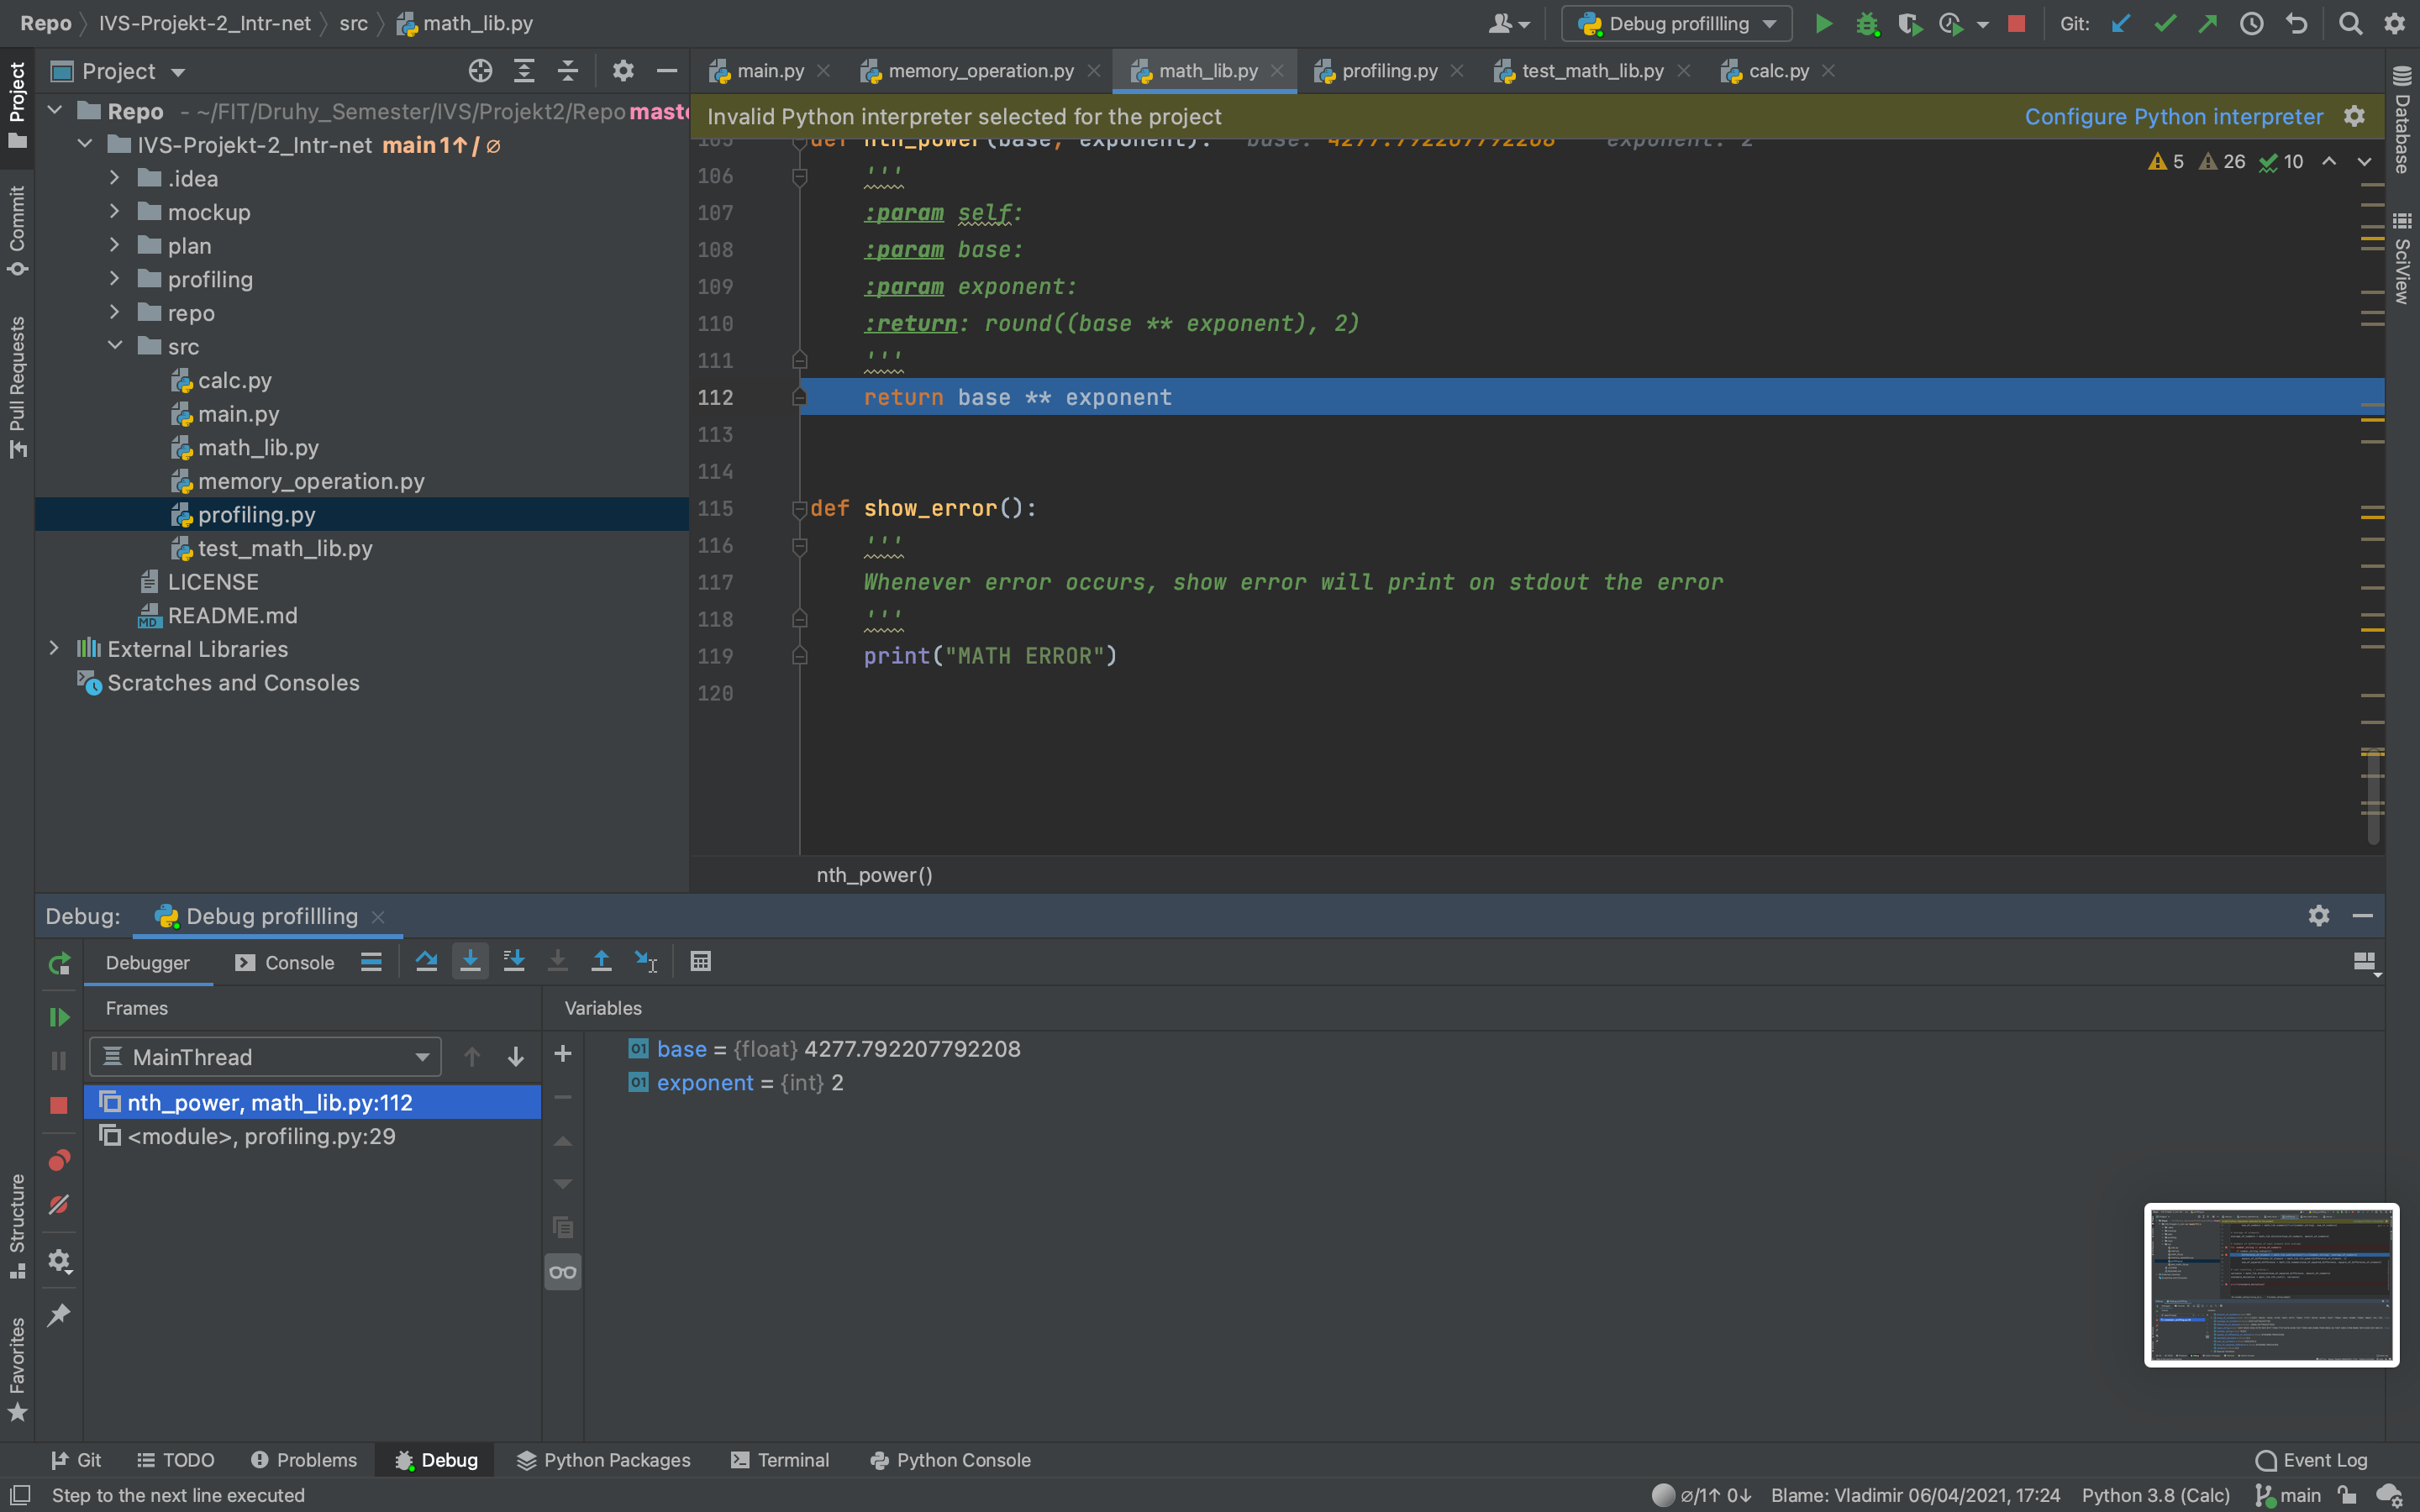 Repo IVS-Projekt-2_Intr-net src math_lib.py
Debug profillling Git:
Project
main.py memory_operation.py math_lib.py profiling.py test_math_lib.py calc.py
Invalid Python interpreter selected for the project Configure Python interpreter
Repo - ~/FIT/Druhy_Semester/IVS/Projekt2/Repo
IVS-Projekt-2_Intr-net main 1↑ / ∅
.idea
mockup
plan
profiling
repo
src
calc.py
main.py
math_lib.py
memory_operation.py
profiling.py
test_math_lib.py
LICENSE
README.md
External Libraries
Scratches and Consoles
105 def nth_power(base, exponent): base: 4277.792207792208 exponent: 2
5 26 10
106 '''
107 :param self:
108 :param base:
109 :param exponent:
110 :return: round((base ** exponent), 2)
111 '''
112 return base ** exponent
113
114
115 def show_error():
116 '''
117 Whenever error occurs, show error will print on stdout the error
118 '''
119 print("MATH ERROR")
120
nth_power()
Project
Commit
Pull Requests
Structure
Favorites
Database
SciView
Debug: Debug profillling
Debugger Console
Frames Variables
MainThread
nth_power, math_lib.py:112
<module>, profiling.py:29
01 base = {float} 4277.792207792208
01 exponent = {int} 2
Git TODO Problems Debug Python Packages Terminal Python Console Event Log
Step to the next line executed ∅/1↑ 0↓ Blame: Vladimir 06/04/2021, 17:24 Python 3.8 (Calc) main